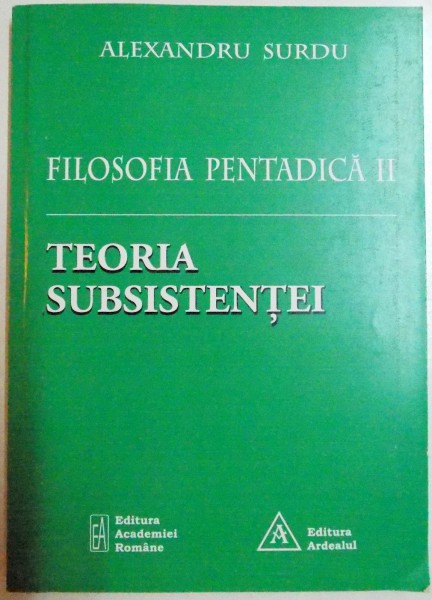 ALEXANDRU SURDU
FILOSOFIA PENTADICĂ II
TEORIA
SUBSISTENȚEI
EA
Editura
Academiei
Române
A
Editura
Ardealul